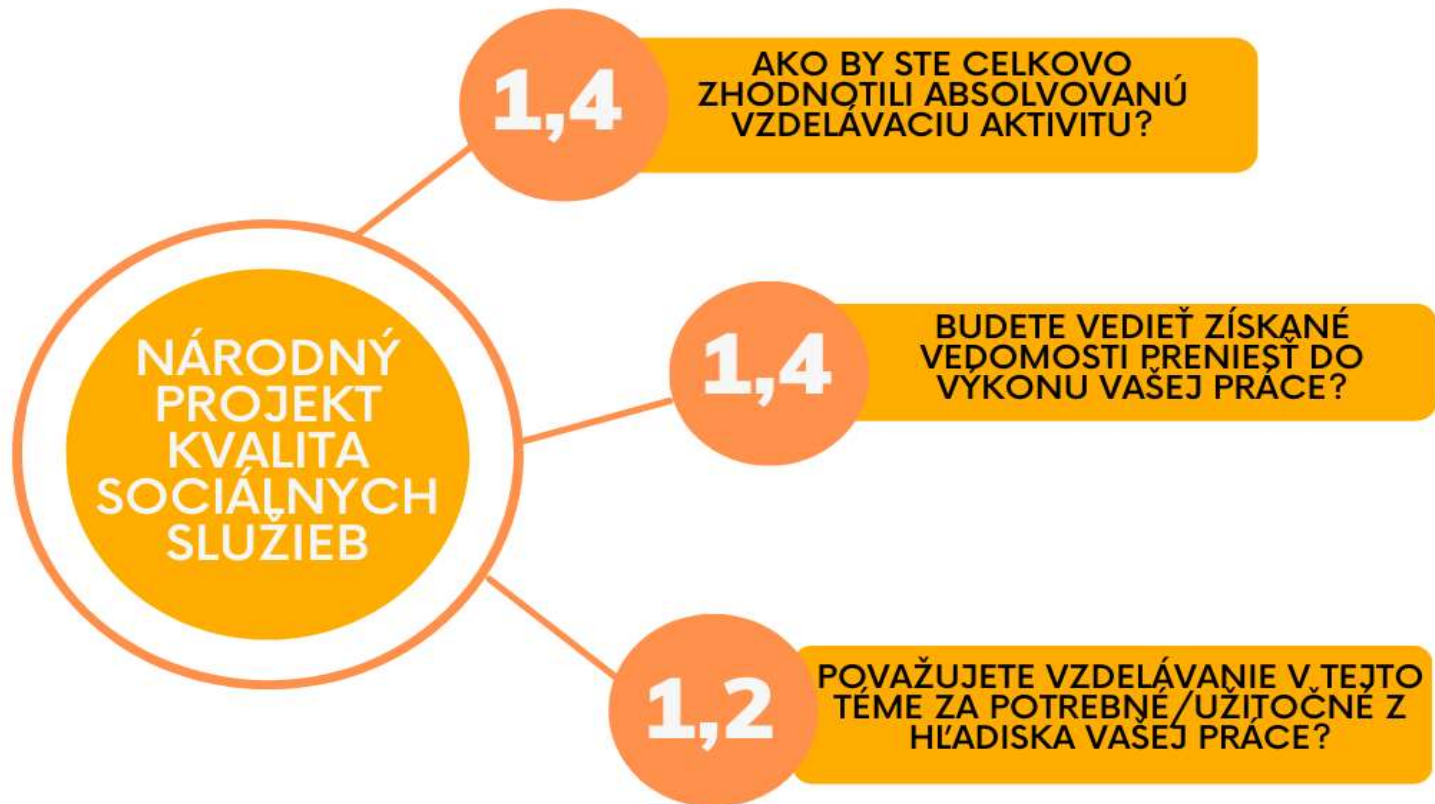 1,4
AKO BY STE CELKOVO
ZHODNOTILI ABSOLVOVANÚ
VZDELÁVACIU AKTIVITU?
NÁRODNÝ
PROJEKT
KVALITA
SOCIÁLNYCH
SLUŽIEB
1,4
BUDETE VEDIEŤ ZÍSKANÉ
VEDOMOSTI PRENIESŤ DO
VÝKONU VAŠEJ PRÁCE?
1,2
POVAŽUJETE VZDELÁVANIE V TEJTO
TÉME ZA POTREBNÉ/UŽITOČNÉ Z
HĽADISKA VAŠEJ PRÁCE?